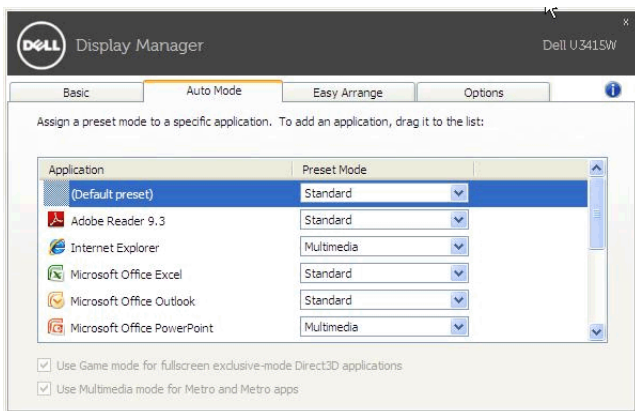 DELL Display Manager Dell U3415W
x
Basic Auto Mode Easy Arrange Options i
Assign a preset mode to a specific application. To add an application, drag it to the list:
Application Preset Mode
(Default preset) Standard
Adobe Reader 9.3 Standard
Internet Explorer Multimedia
Microsoft Office Excel Standard
Microsoft Office Outlook Standard
Microsoft Office PowerPoint Multimedia
Use Game mode for fullscreen exclusive-mode Direct3D applications
Use Multimedia mode for Metro and Metro apps